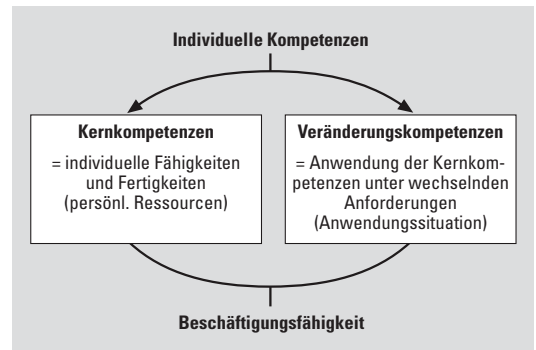 Individuelle Kompetenzen
Kernkompetenzen
= individuelle Fähigkeiten
und Fertigkeiten
(persönl. Ressourcen)
Veränderungskompetenzen
= Anwendung der Kernkom-
petenzen unter wechselnden
Anforderungen
(Anwendungssituation)
Beschäftigungsfähigkeit